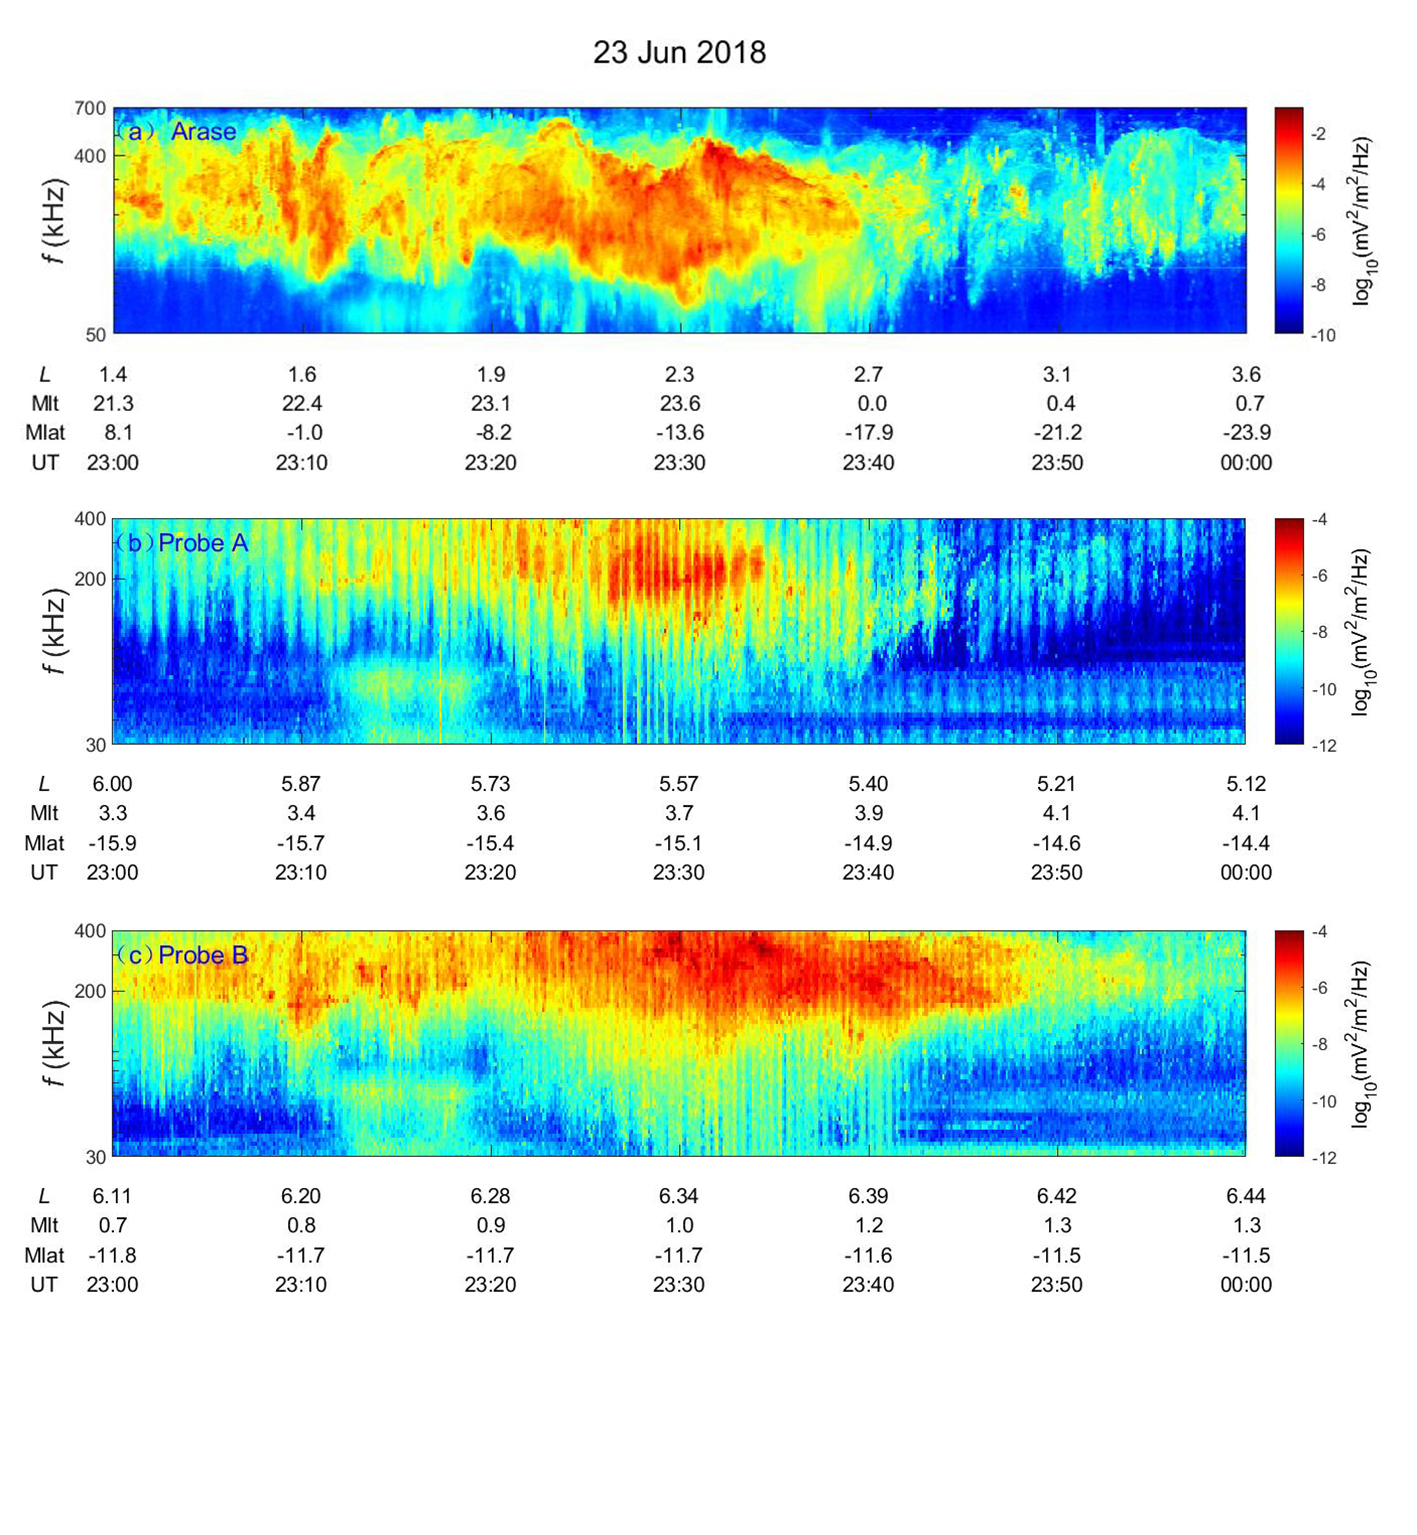 23 Jun 2018
700
（a） Arase
400
f (kHz)
50
-2
-4
-6
-8
-10
log10(mV2/m2/Hz)
L 1.4 1.6 1.9 2.3 2.7 3.1 3.6
Mlt 21.3 22.4 23.1 23.6 0.0 0.4 0.7
Mlat 8.1 -1.0 -8.2 -13.6 -17.9 -21.2 -23.9
UT 23:00 23:10 23:20 23:30 23:40 23:50 00:00
400
（b）Probe A
200
f (kHz)
30
-4
-6
-8
-10
-12
log10(mV2/m2/Hz)
L 6.00 5.87 5.73 5.57 5.40 5.21 5.12
Mlt 3.3 3.4 3.6 3.7 3.9 4.1 4.1
Mlat -15.9 -15.7 -15.4 -15.1 -14.9 -14.6 -14.4
UT 23:00 23:10 23:20 23:30 23:40 23:50 00:00
400
（c）Probe B
200
f (kHz)
30
-4
-6
-8
-10
-12
log10(mV2/m2/Hz)
L 6.11 6.20 6.28 6.34 6.39 6.42 6.44
Mlt 0.7 0.8 0.9 1.0 1.2 1.3 1.3
Mlat -11.8 -11.7 -11.7 -11.7 -11.6 -11.5 -11.5
UT 23:00 23:10 23:20 23:30 23:40 23:50 00:00